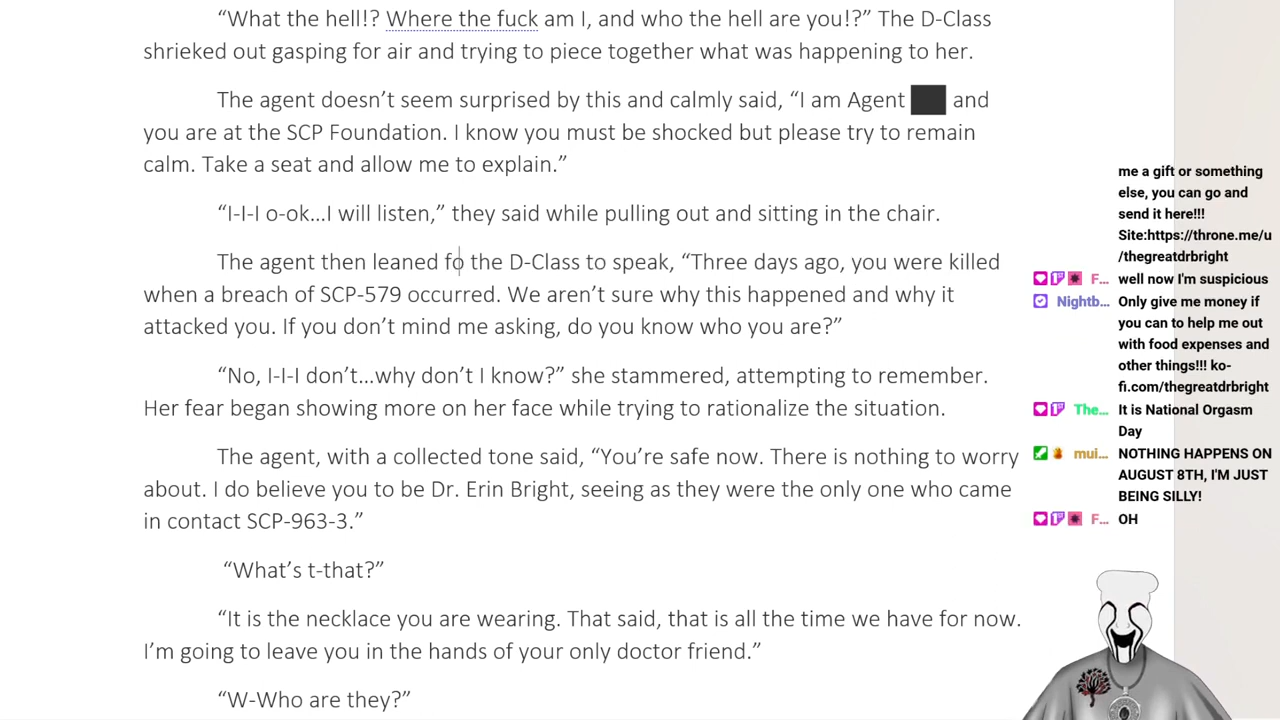 “What the hell!? Where the fuck am I, and who the hell are you!?” The D-Class
shrieked out gasping for air and trying to piece together what was happening to her.
The agent doesn’t seem surprised by this and calmly said, “I am Agent and
you are at the SCP Foundation. I know you must be shocked but please try to remain
calm. Take a seat and allow me to explain.”
“I-I-I o-ok...I will listen,” they said while pulling out and sitting in the chair.
The agent then leaned fo the D-Class to speak, “Three days ago, you were killed
when a breach of SCP-579 occurred. We aren’t sure why this happened and why it
attacked you. If you don’t mind me asking, do you know who you are?”
“No, I-I-I don’t...why don’t I know?” she stammered, attempting to remember.
Her fear began showing more on her face while trying to rationalize the situation.
The agent, with a collected tone said, “You’re safe now. There is nothing to worry
about. I do believe you to be Dr. Erin Bright, seeing as they were the only one who came
in contact SCP-963-3.”
“What’s t-that?”
“It is the necklace you are wearing. That said, that is all the time we have for now.
I’m going to leave you in the hands of your only doctor friend.”
“W-Who are they?”
me a gift or something
else, you can go and
send it here!!!
Site:https://throne.me/u
/thegreatdrbright
F... well now I'm suspicious
Nightb... Only give me money if
you can to help me out
with food expenses and
other things!!! ko-
fi.com/thegreatdrbright
The... It is National Orgasm
Day
mui... NOTHING HAPPENS ON
AUGUST 8TH, I'M JUST
BEING SILLY!
F... OH